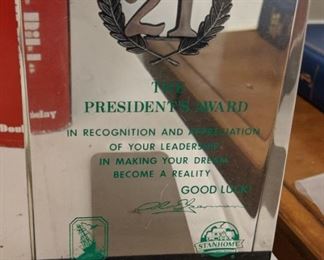 21
THE
PRESIDENT'S AWARD
IN RECOGNITION AND APPRECIATION
OF YOUR LEADERSHIP
IN MAKING YOUR DREAM
BECOME A REALITY
GOOD LUCK!
STANHOME